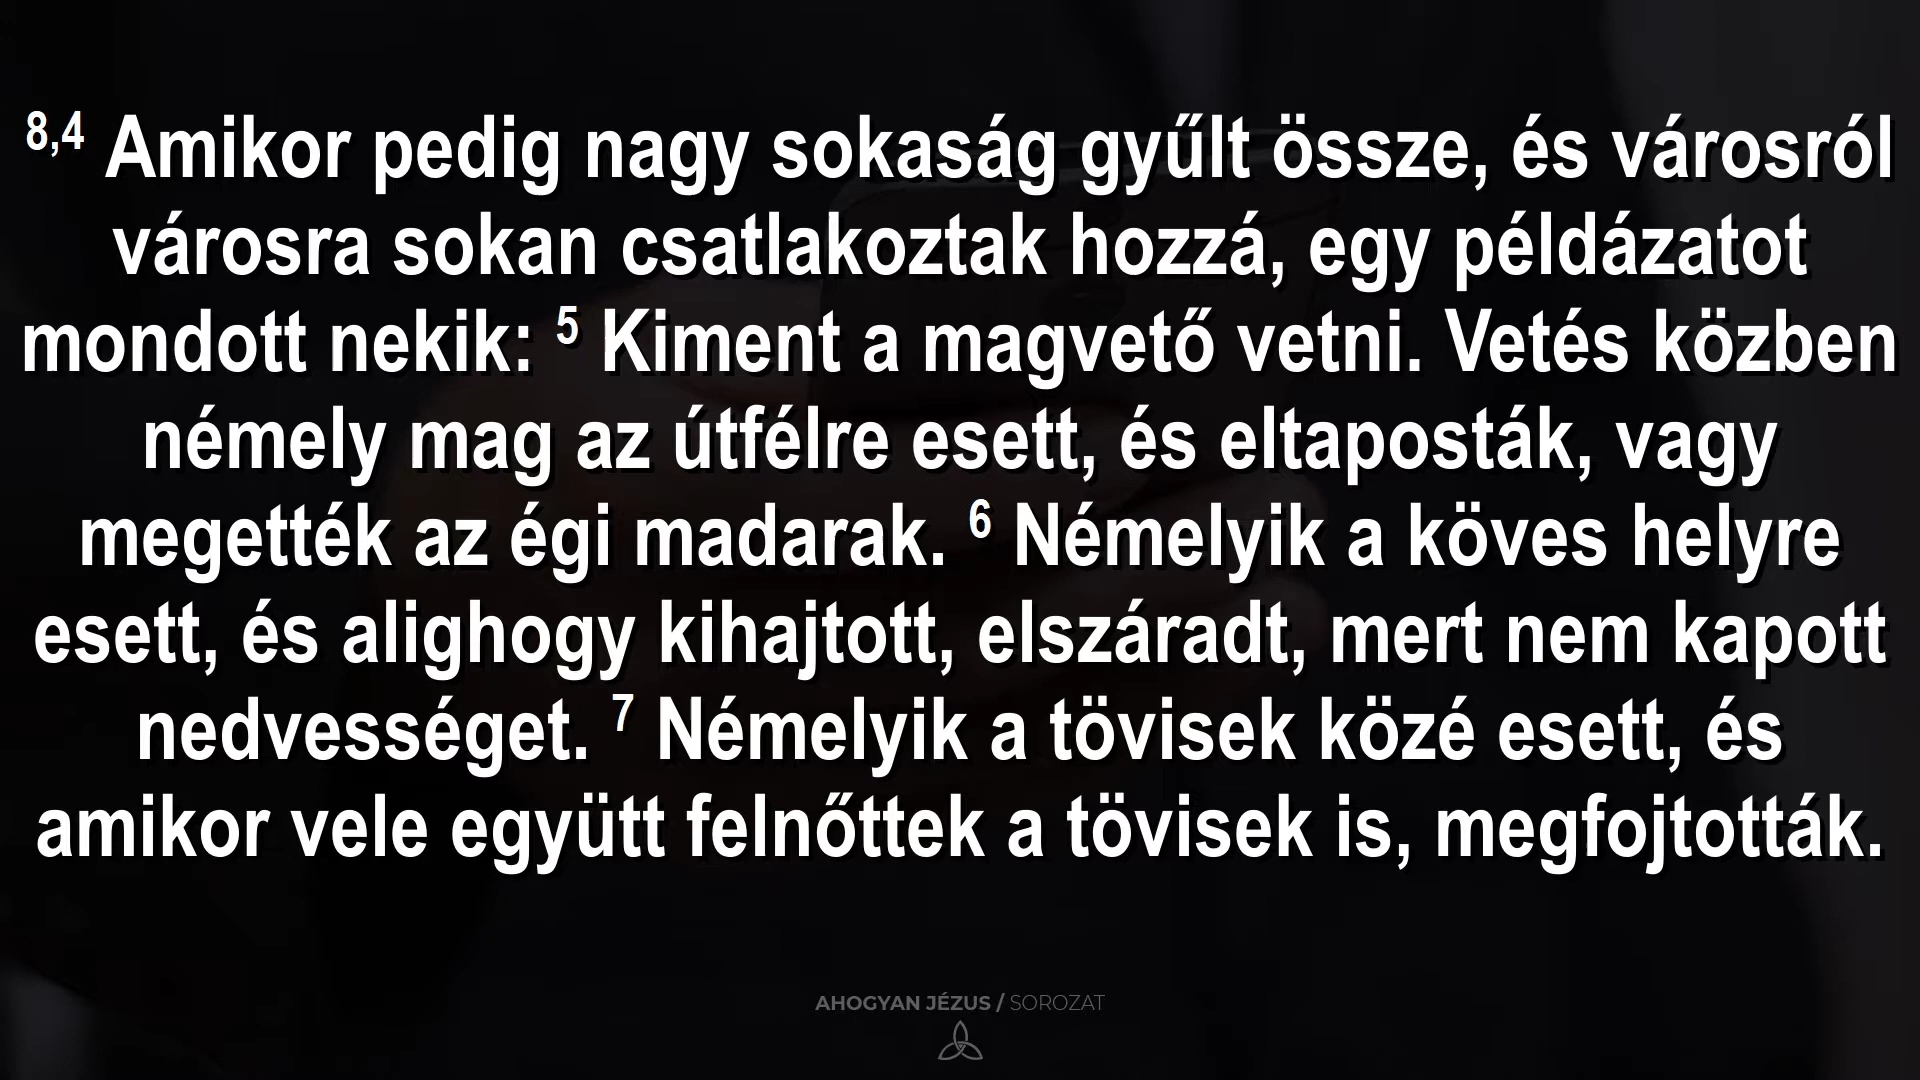 8,4 Amikor pedig nagy sokaság gyűlt össze, és városról
városra sokan csatlakoztak hozzá, egy példázatot
mondott nekik: 5 Kiment a magvető vetni. Vetés közben
némely mag az útfélre esett, és eltaposták, vagy
megették az égi madarak. 6 Némelyik a köves helyre
esett, és alighogy kihajtott, elszáradt, mert nem kapott
nedvességet. 7 Némelyik a tövisek közé esett, és
amikor vele együtt felnőttek a tövisek is, megfojtották.
AHOGYAN JÉZUS / SOROZAT